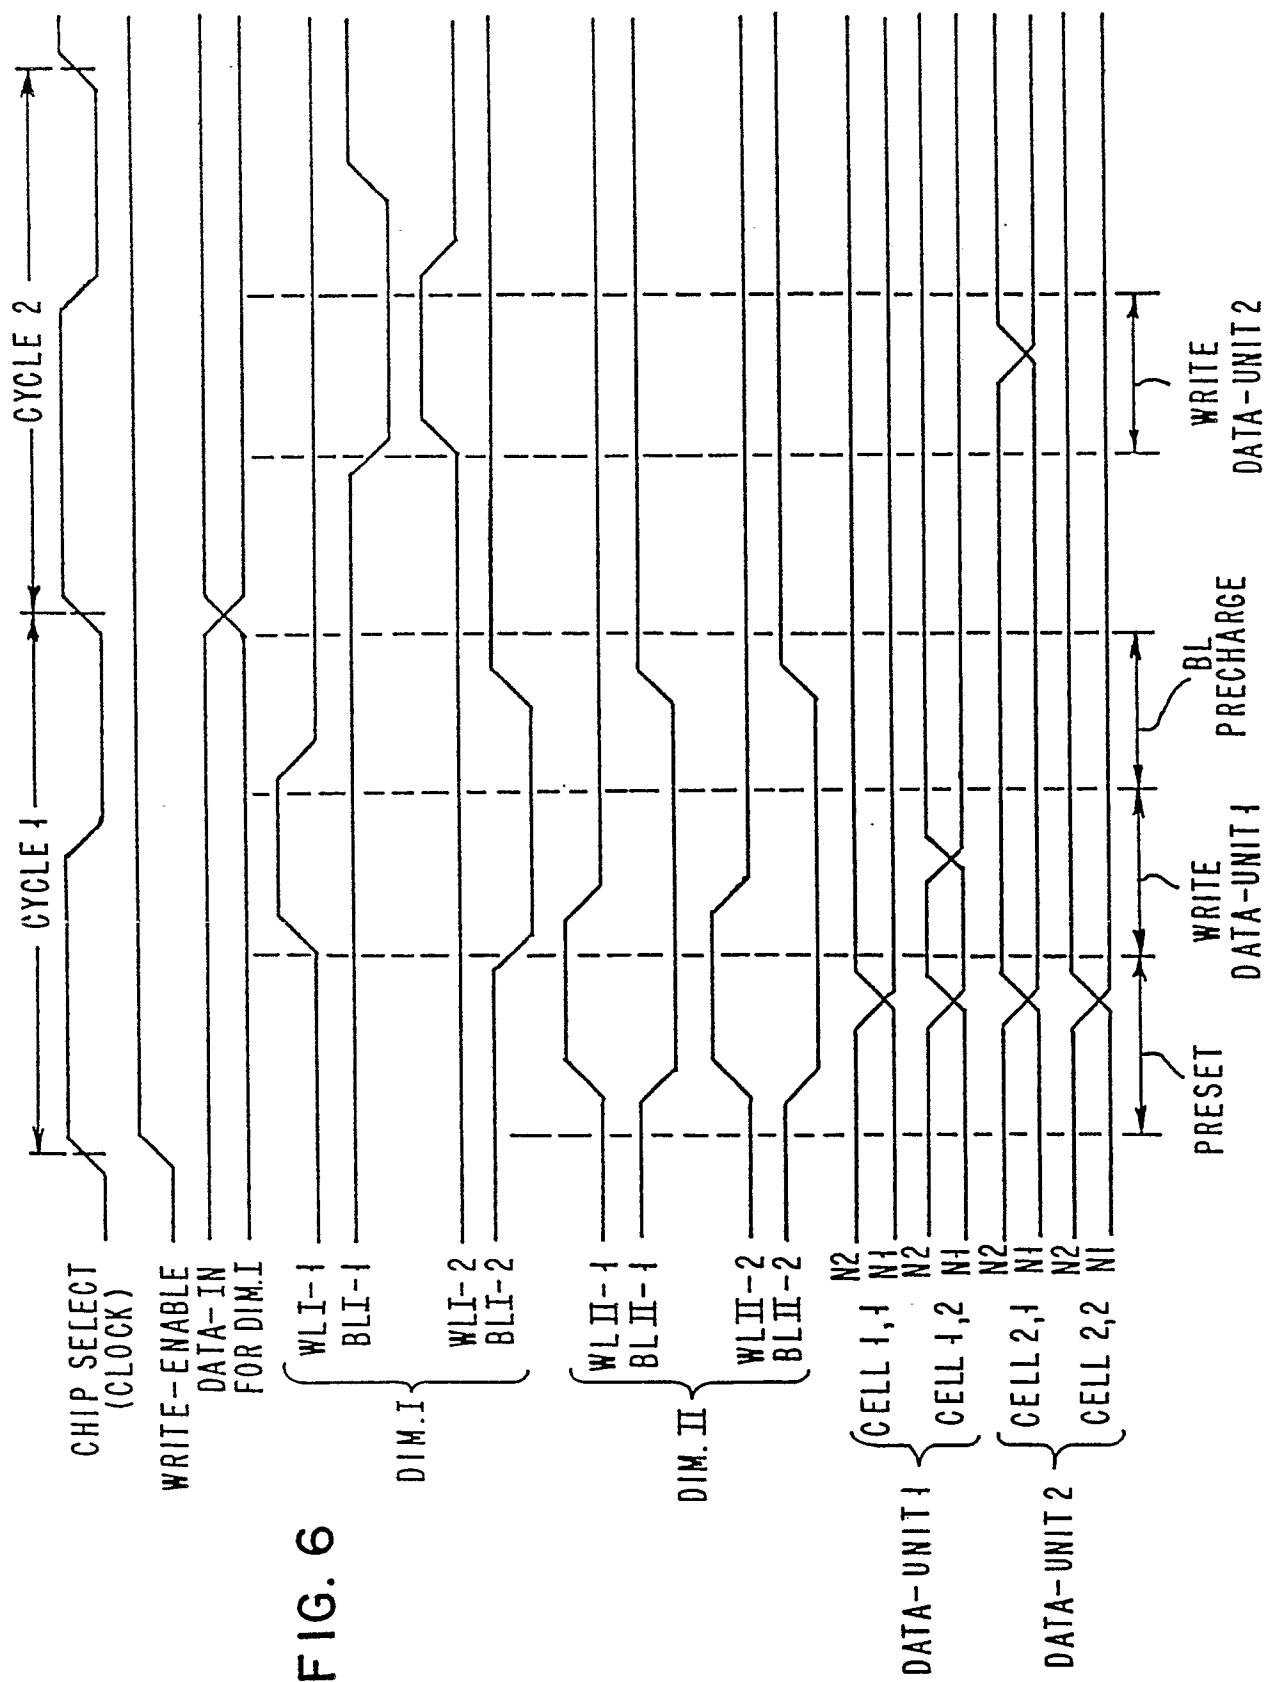 FIG. 6
CYCLE 1
CYCLE 2
CHIP SELECT
(CLOCK)
WRITE-ENABLE
DATA-IN
FOR DIM.I
DIM.I
WLI-1
BLI-1
WLI-2
BLI-2
DIM.II
WLII-1
BLII-1
WLII-2
BLII-2
DATA-UNIT 1
CELL 1,1
N2
N1
CELL 1,2
N2
N1
DATA-UNIT 2
CELL 2,1
N2
N1
CELL 2,2
N2
N1
PRESET
WRITE
DATA-UNIT 1
BL
PRECHARGE
WRITE
DATA-UNIT 2